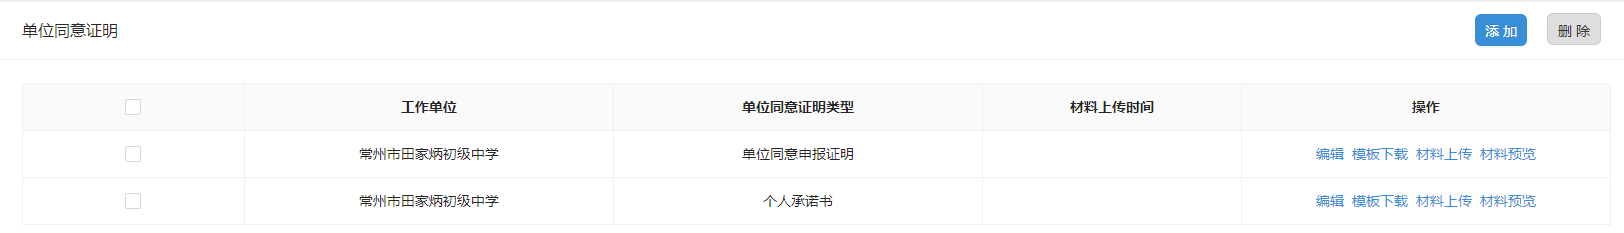 单位同意证明 添 加 删 除
工作单位 单位同意证明类型 材料上传时间 操作
常州市田家炳初级中学 单位同意申报证明 编辑 模板下载 材料上传 材料预览
常州市田家炳初级中学 个人承诺书 编辑 模板下载 材料上传 材料预览